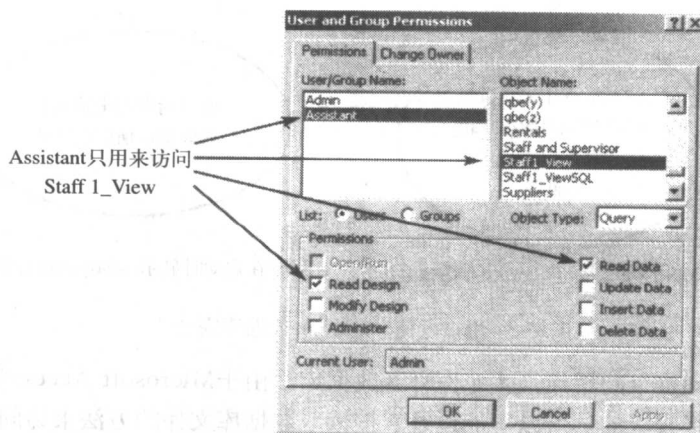 User and Group Permissions
Permissions
Change Owner
User/Group Name:
Object Name:
Admin
Assistant
qbe(y)
qbe(z)
Rentals
Staff and Supervisor
Staff1_View
Staff1_ViewSQL
Suppliers
Assistant只用来访问
Staff 1_View
List:
Users
Groups
Object Type:
Query
Permissions
Open/Run
Read Design
Modify Design
Administer
Read Data
Update Data
Insert Data
Delete Data
Current User:
Admin
OK
Cancel
Apply